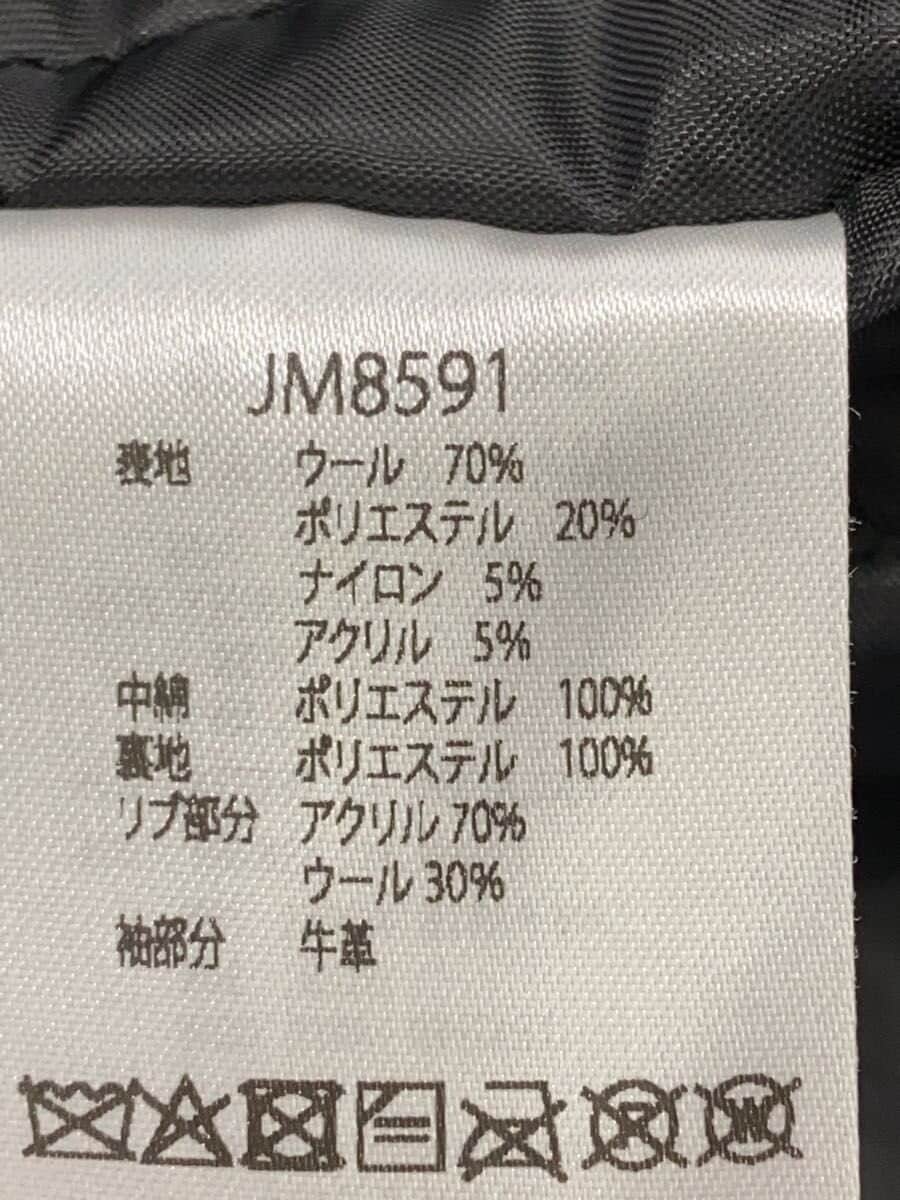 JM8591
表地 ウール 70%
ポリエステル 20%
ナイロン 5%
アクリル 5%
中綿 ポリエステル 100%
裏地 ポリエステル 100%
リブ部分 アクリル 70%
ウール 30%
袖部分 牛革